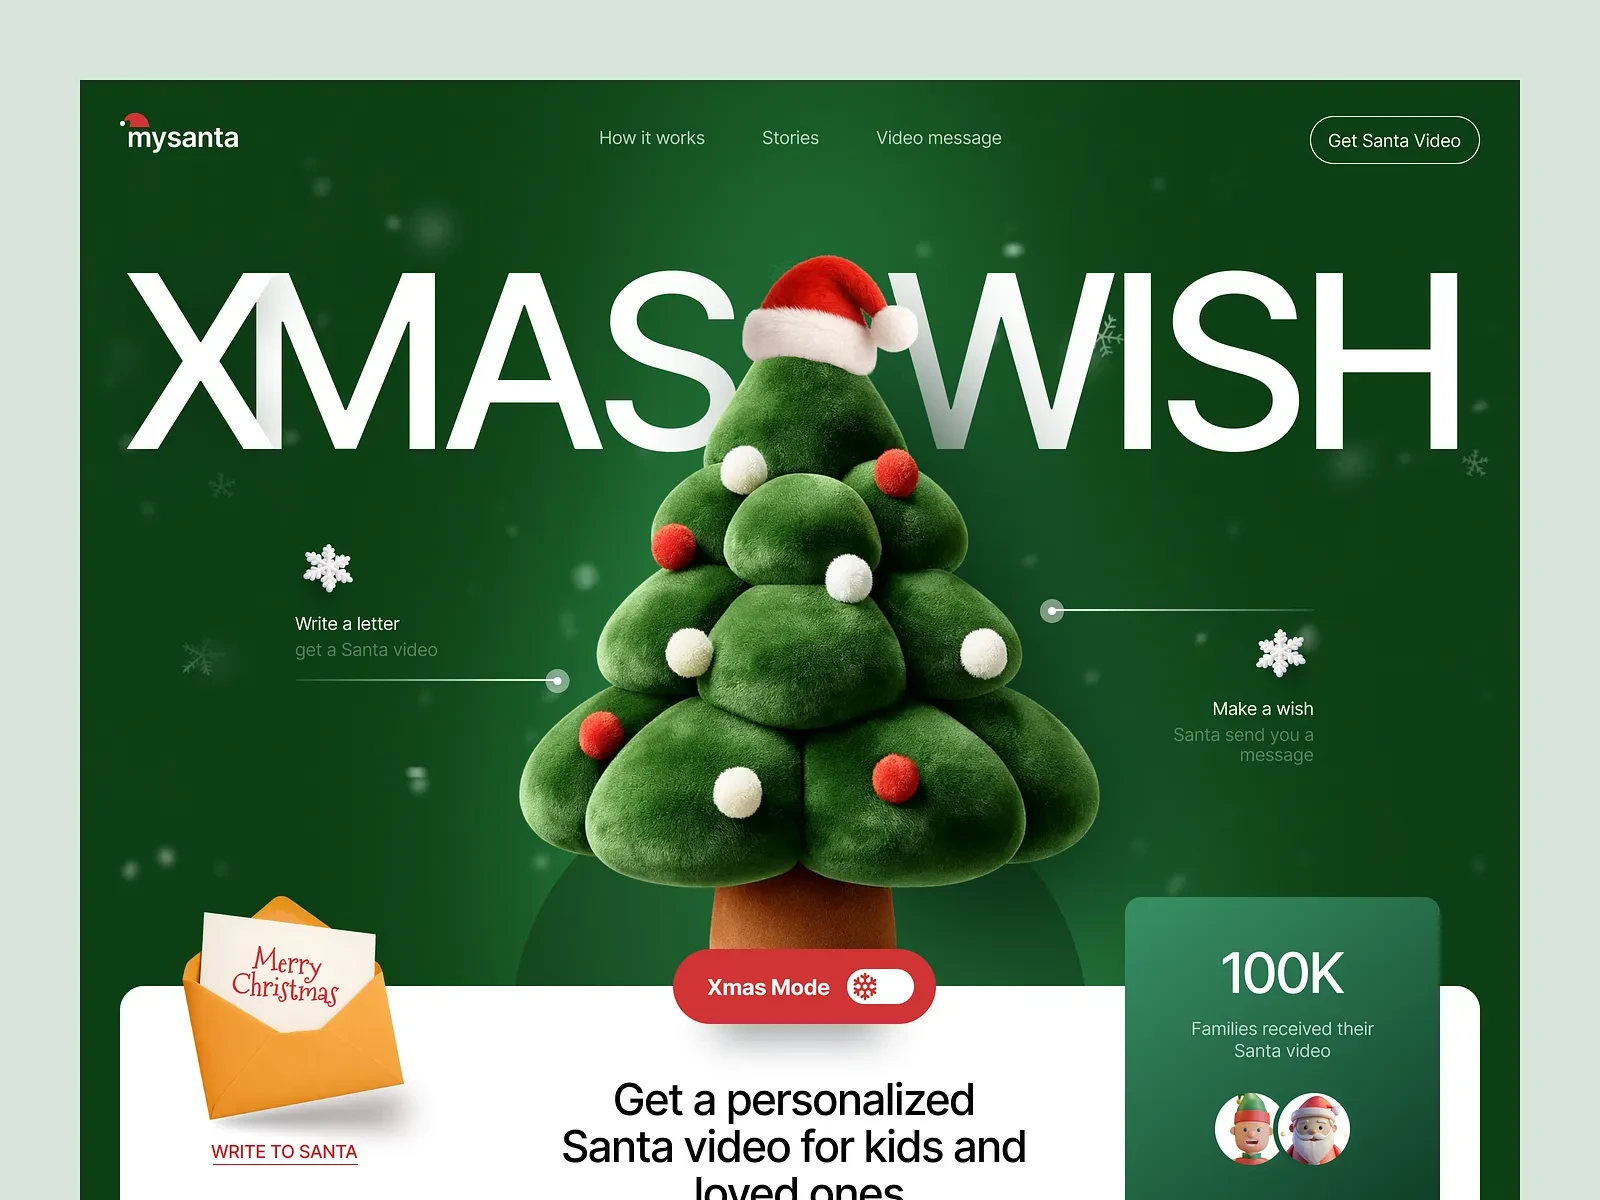 mysanta
How it works
Stories
Video message
Get Santa Video
XMAS WISH
Write a letter
get a Santa video
Make a wish
Santa send you a
message
Merry
Christmas
WRITE TO SANTA
Xmas Mode
Get a personalized
Santa video for kids and
loved ones
100K
Families received their
Santa video